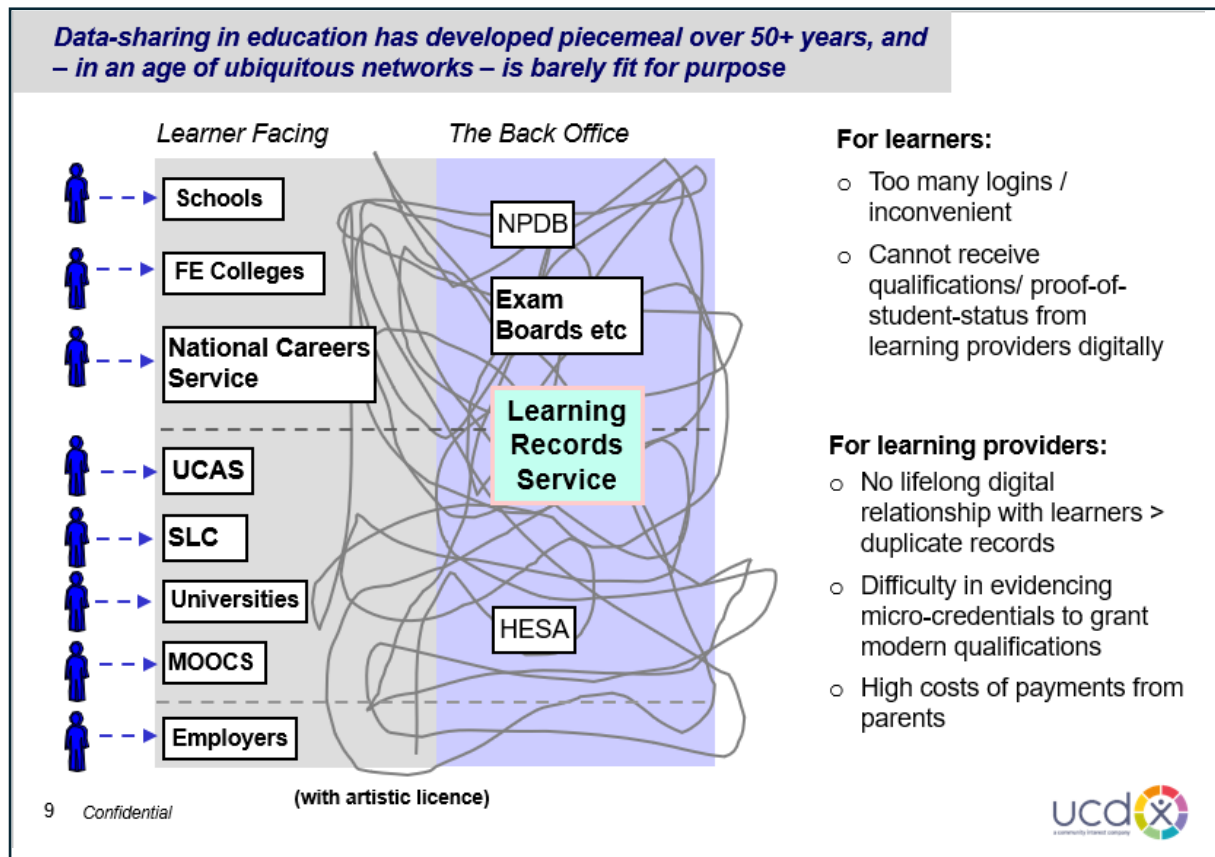 Data-sharing in education has developed piecemeal over 50+ years, and
– in an age of ubiquitous networks – is barely fit for purpose
Learner Facing
The Back Office
Schools
FE Colleges
National Careers
Service
UCAS
SLC
Universities
MOOCS
Employers
NPDB
Exam
Boards etc
Learning
Records
Service
HESA
(with artistic licence)
For learners:
o Too many logins /
inconvenient
o Cannot receive
qualifications/ proof-of-
student-status from
learning providers digitally
For learning providers:
o No lifelong digital
relationship with learners >
duplicate records
o Difficulty in evidencing
micro-credentials to grant
modern qualifications
o High costs of payments from
parents
9 Confidential
ucd
a community interest company